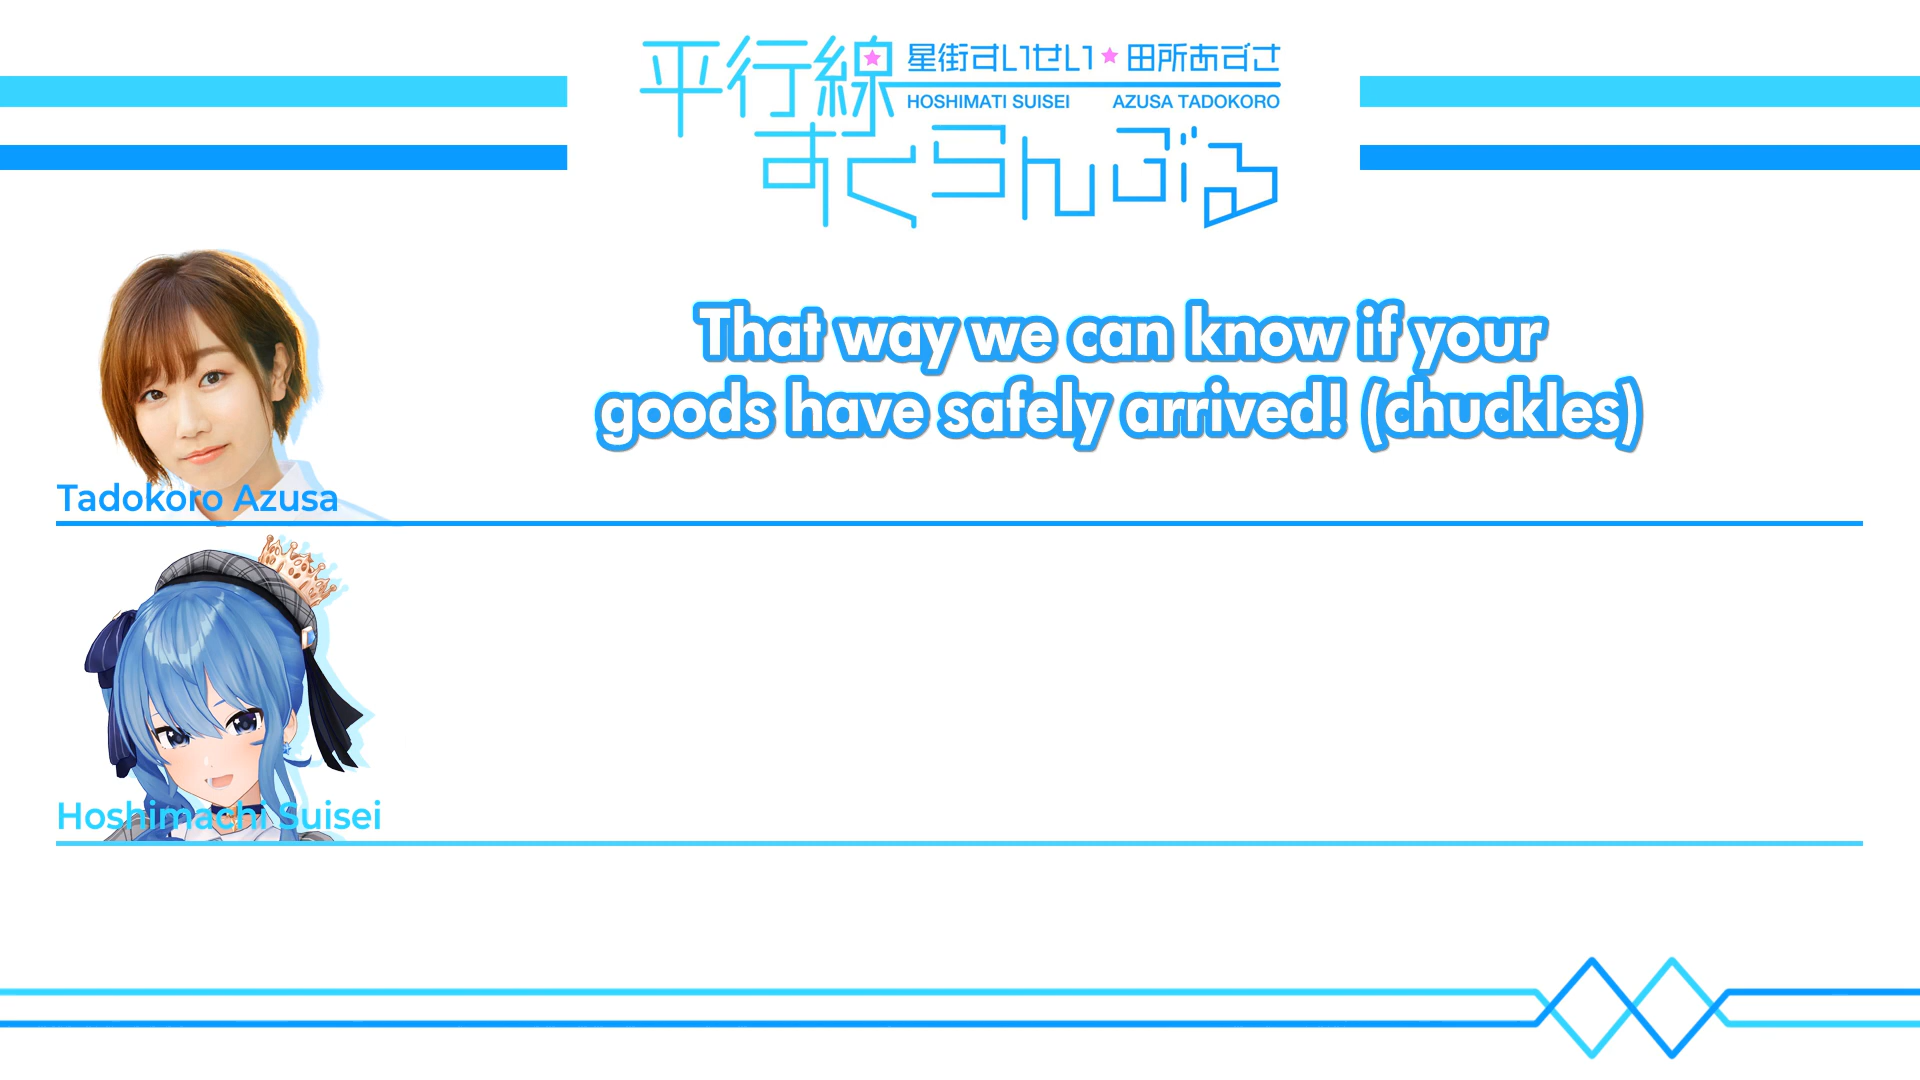 平行線
星街すいせい★田所あずさ
HOSHIMATI SUISEI AZUSA TADOKORO
すくらんぶる
That way we can know if your
goods have safely arrived! (chuckles)
Tadokoro Azusa
Hoshimachi Suisei